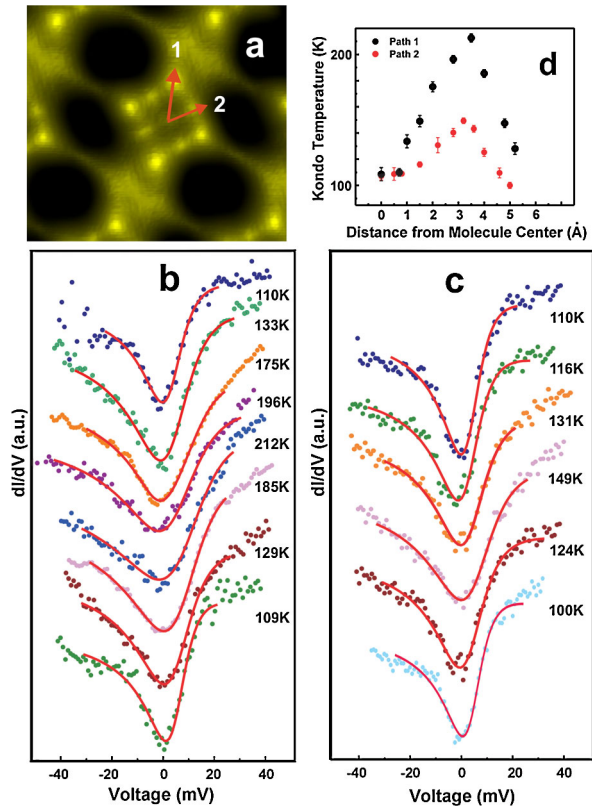 a
1
2
d
Path 1
Path 2
Kondo Temperature (K)
200
100
0 1 2 3 4 5 6
Distance from Molecule Center (Å)
b
110K
133K
175K
196K
212K
185K
129K
109K
dI/dV (a.u.)
-40 -20 0 20 40
Voltage (mV)
c
110K
116K
131K
149K
124K
100K
dI/dV (a.u.)
-40 -20 0 20 40
Voltage (mV)